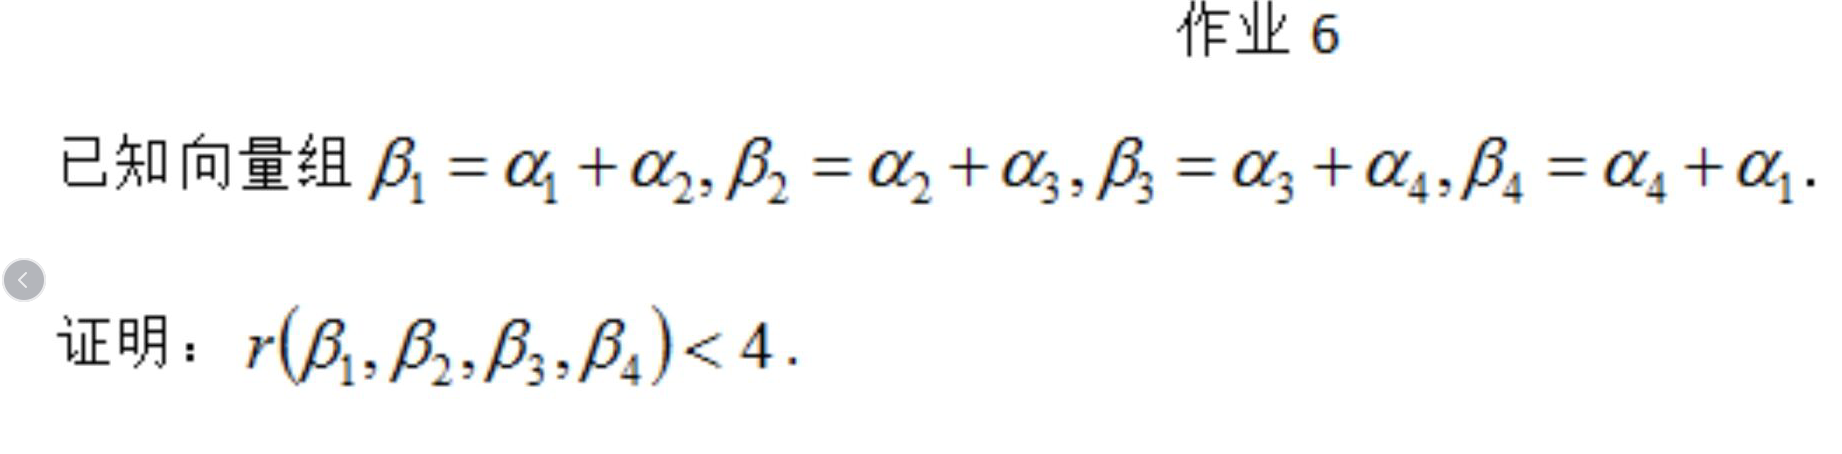 作业 6
已知向量组 β₁ = α₁ + α₂, β₂ = α₂ + α₃, β₃ = α₃ + α₄, β₄ = α₄ + α₁.
证明：r(β₁, β₂, β₃, β₄) < 4.